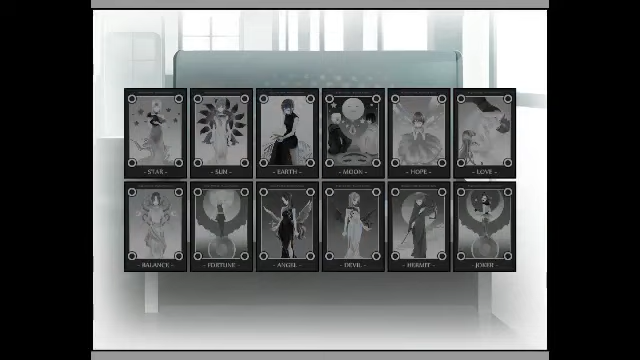 - STAR -
- SUN -
- EARTH -
- MOON -
- HOPE -
- LOVE -
- BALANCE -
- FORTUNE -
- ANGEL -
- DEVIL -
- HERMIT -
- JOKER -